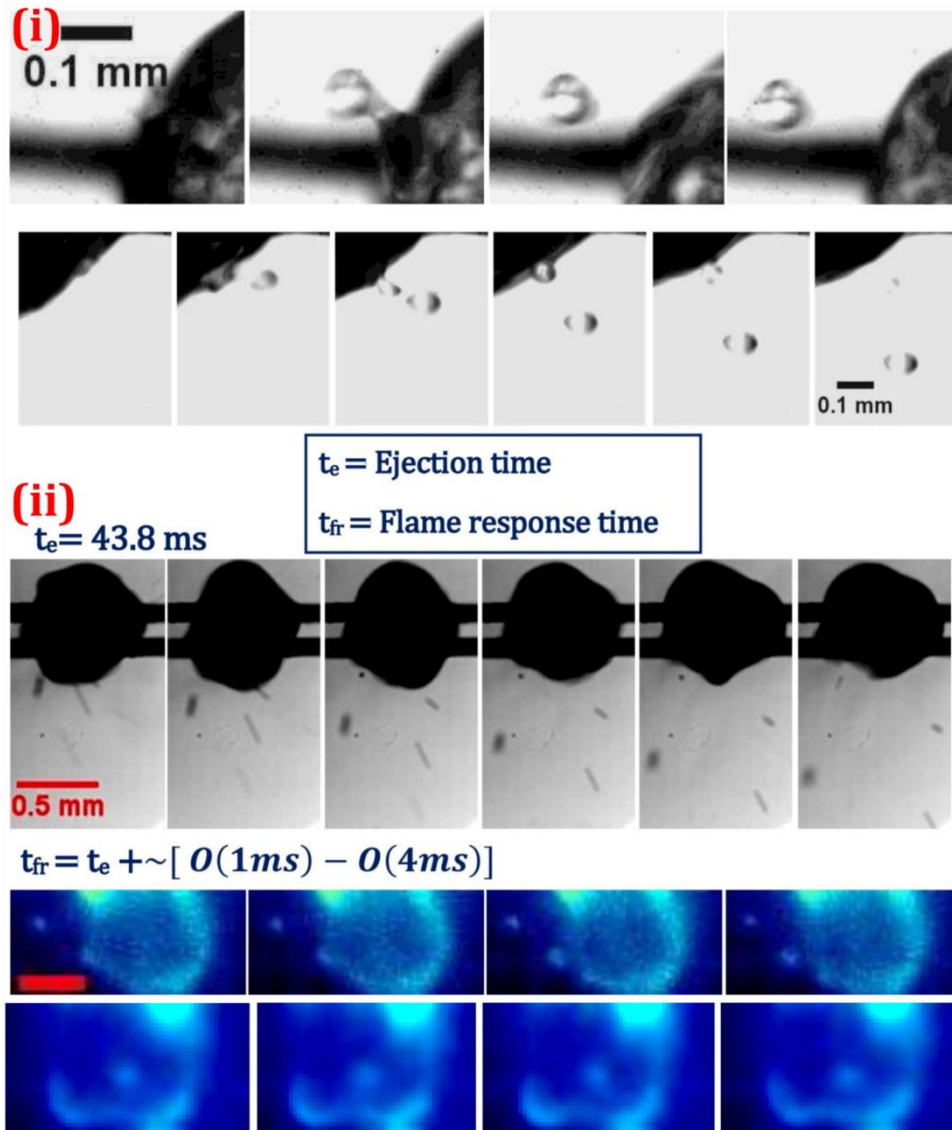 (i)
0.1 mm
0.1 mm
tₑ = Ejection time
t_fr = Flame response time
(ii)
tₑ= 43.8 ms
0.5 mm
t_fr = tₑ +~[ O(1ms) − O(4ms)]